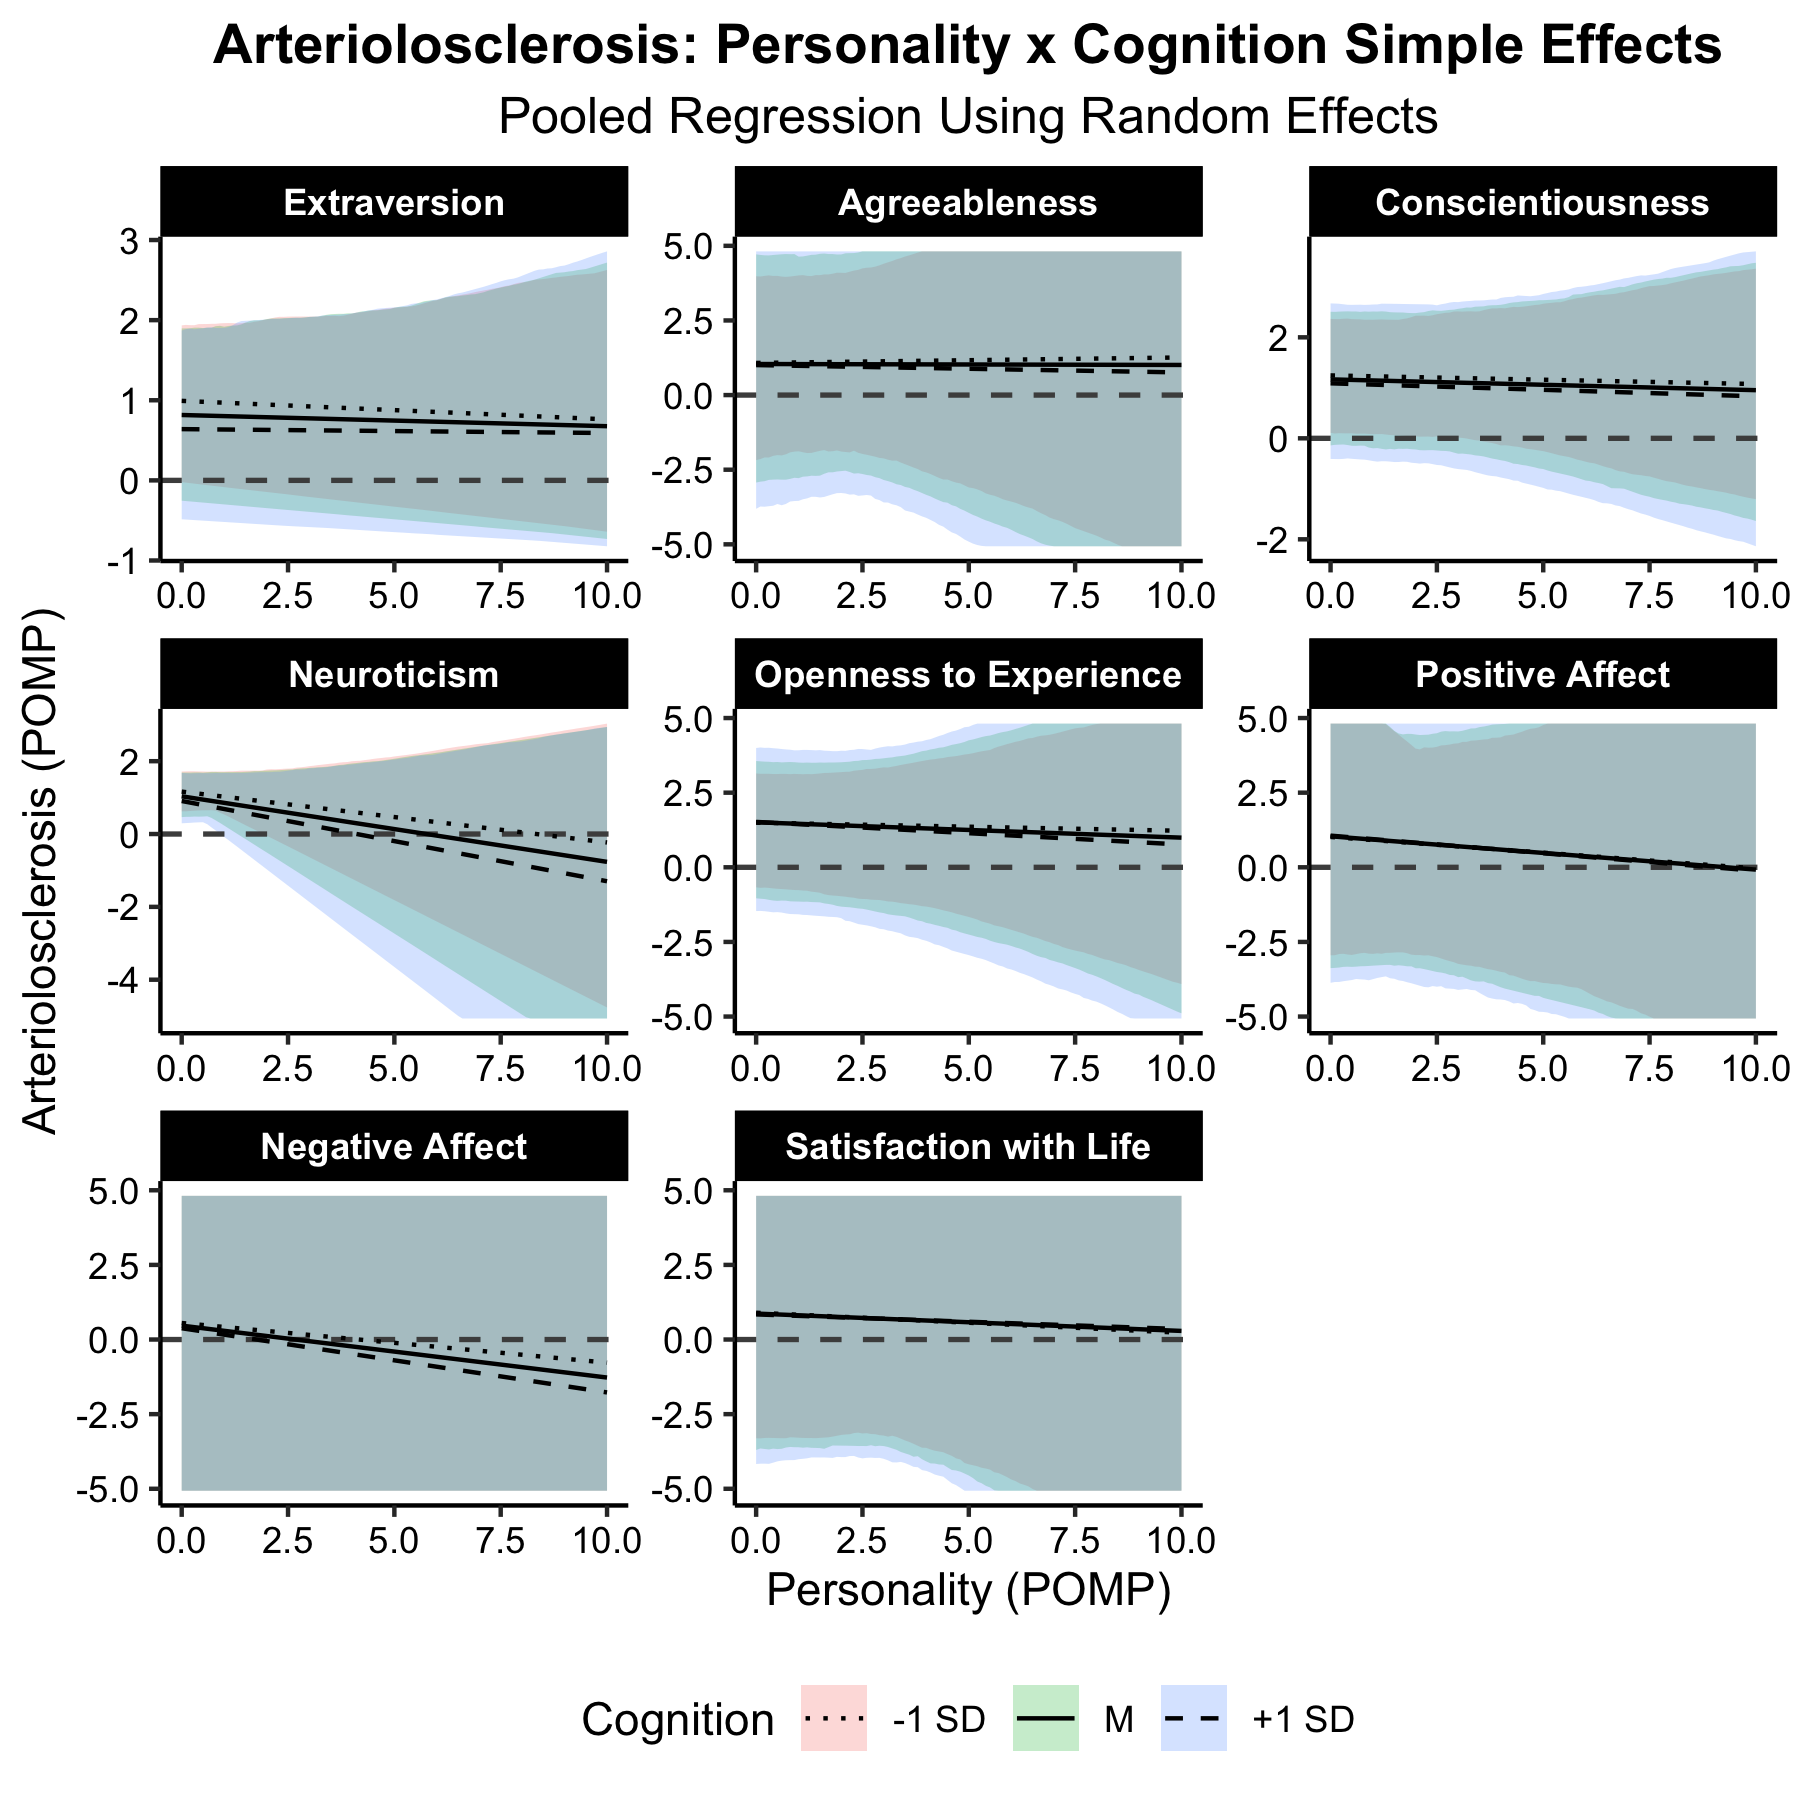 Arteriolosclerosis: Personality x Cognition Simple Effects
Pooled Regression Using Random Effects
Extraversion
Agreeableness
Conscientiousness
3
2
1
0
-1
5.0
2.5
0.0
-2.5
-5.0
2
0
-2
0.0 2.5 5.0 7.5 10.0
0.0 2.5 5.0 7.5 10.0
0.0 2.5 5.0 7.5 10.0
Arteriolosclerosis (POMP)
Neuroticism
Openness to Experience
Positive Affect
2
0
-2
-4
5.0
2.5
0.0
-2.5
-5.0
5.0
2.5
0.0
-2.5
-5.0
0.0 2.5 5.0 7.5 10.0
0.0 2.5 5.0 7.5 10.0
0.0 2.5 5.0 7.5 10.0
Negative Affect
Satisfaction with Life
5.0
2.5
0.0
-2.5
-5.0
5.0
2.5
0.0
-2.5
-5.0
0.0 2.5 5.0 7.5 10.0
0.0 2.5 5.0 7.5 10.0
Personality (POMP)
Cognition -1 SD M +1 SD